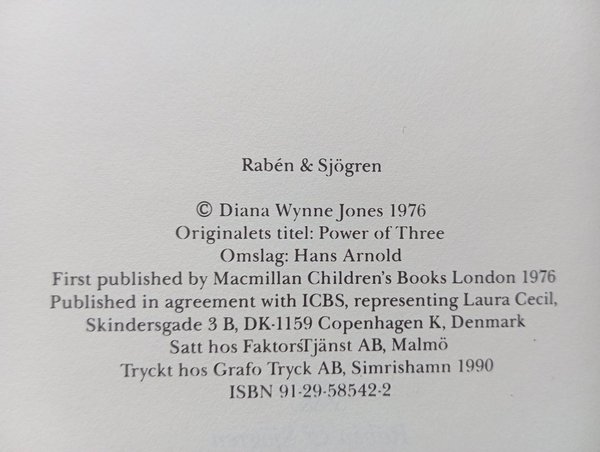 Rabén & Sjögren
© Diana Wynne Jones 1976
Originalets titel: Power of Three
Omslag: Hans Arnold
First published by Macmillan Children's Books London 1976
Published in agreement with ICBS, representing Laura Cecil,
Skindersgade 3 B, DK-1159 Copenhagen K, Denmark
Satt hos FaktorsTjänst AB, Malmö
Tryckt hos Grafo Tryck AB, Simrishamn 1990
ISBN 91-29-58542-2